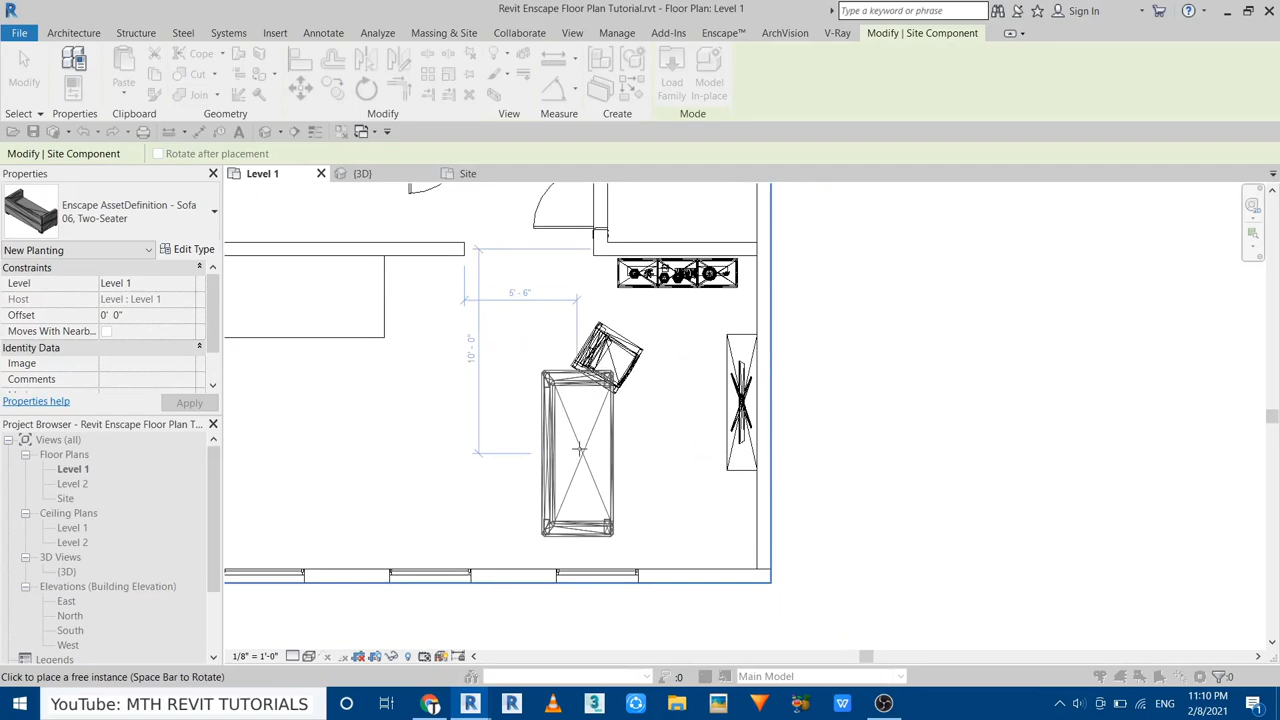 Revit Enscape Floor Plan Tutorial.rvt - Floor Plan: Level 1
Type a keyword or phrase
Sign In
File Architecture Structure Steel Systems Insert Annotate Analyze Massing & Site Collaborate View Manage Add-Ins Enscape™ ArchVision V-Ray Modify | Site Component
Modify
Paste
Cope
Cut
Join
Load
Family
Model
In-place
Select Properties Clipboard Geometry Modify View Measure Create Mode
Modify | Site Component
Rotate after placement
Properties
Level 1
{3D}
Site
Enscape AssetDefinition - Sofa
06, Two-Seater
New Planting
Edit Type
Constraints
Level Level 1
Host Level : Level 1
Offset 0' 0"
Moves With Nearb...
Identity Data
Image
Comments
Properties help
Apply
Project Browser - Revit Enscape Floor Plan T...
Views (all)
Floor Plans
Level 1
Level 2
Site
Ceiling Plans
Level 1
Level 2
3D Views
{3D}
Elevations (Building Elevation)
East
North
South
West
Legends
5' - 6"
10' - 0"
1/8" = 1'-0"
Click to place a free instance (Space Bar to Rotate)
:0
Main Model
:0
YouTube: MTH REVIT TUTORIALS
ENG
11:10 PM
2/8/2021